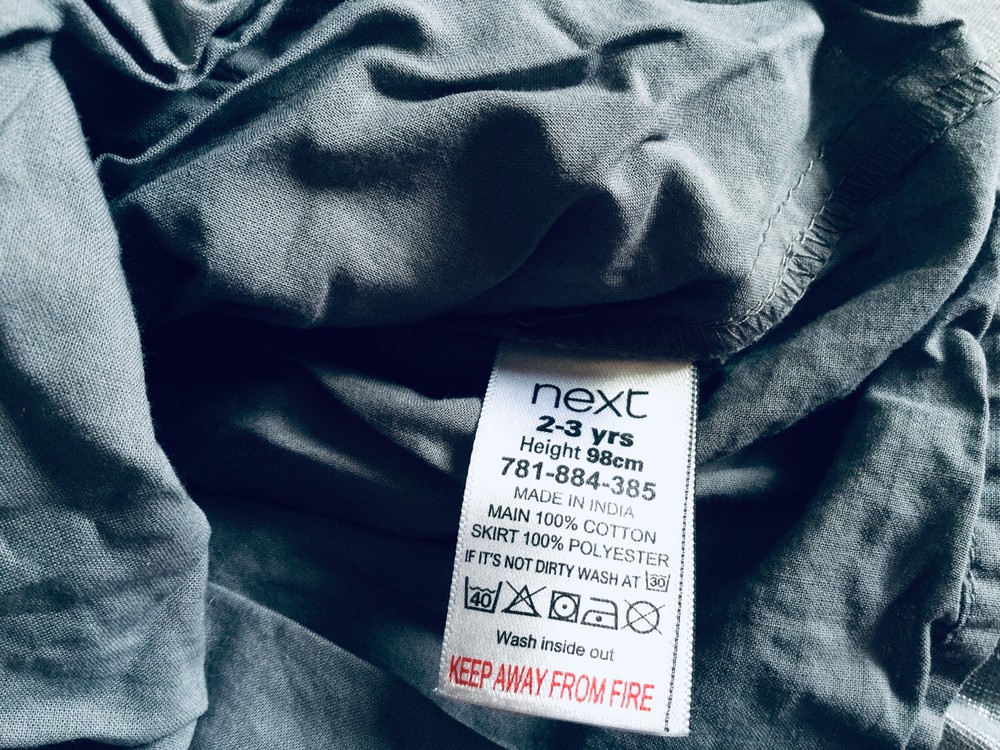 next
2-3 yrs
Height 98cm
781-884-385
MADE IN INDIA
MAIN 100% COTTON
SKIRT 100% POLYESTER
IF IT'S NOT DIRTY WASH AT 30
40
Wash inside out
KEEP AWAY FROM FIRE